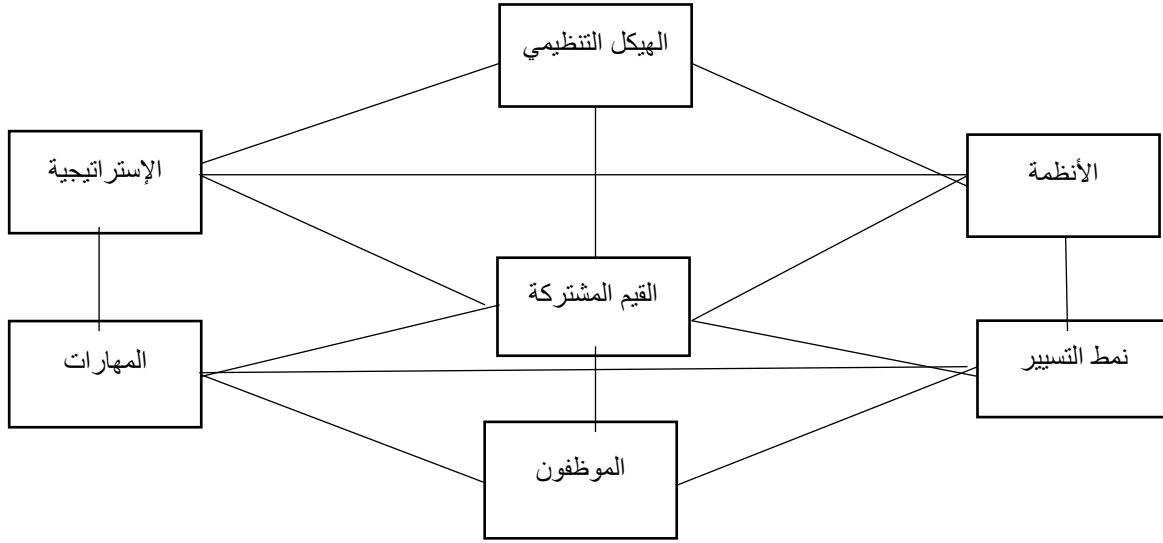 الهيكل التنظيمي
الأنظمة
الإستراتيجية
القيم المشتركة
نمط التسيير
المهارات
الموظفون